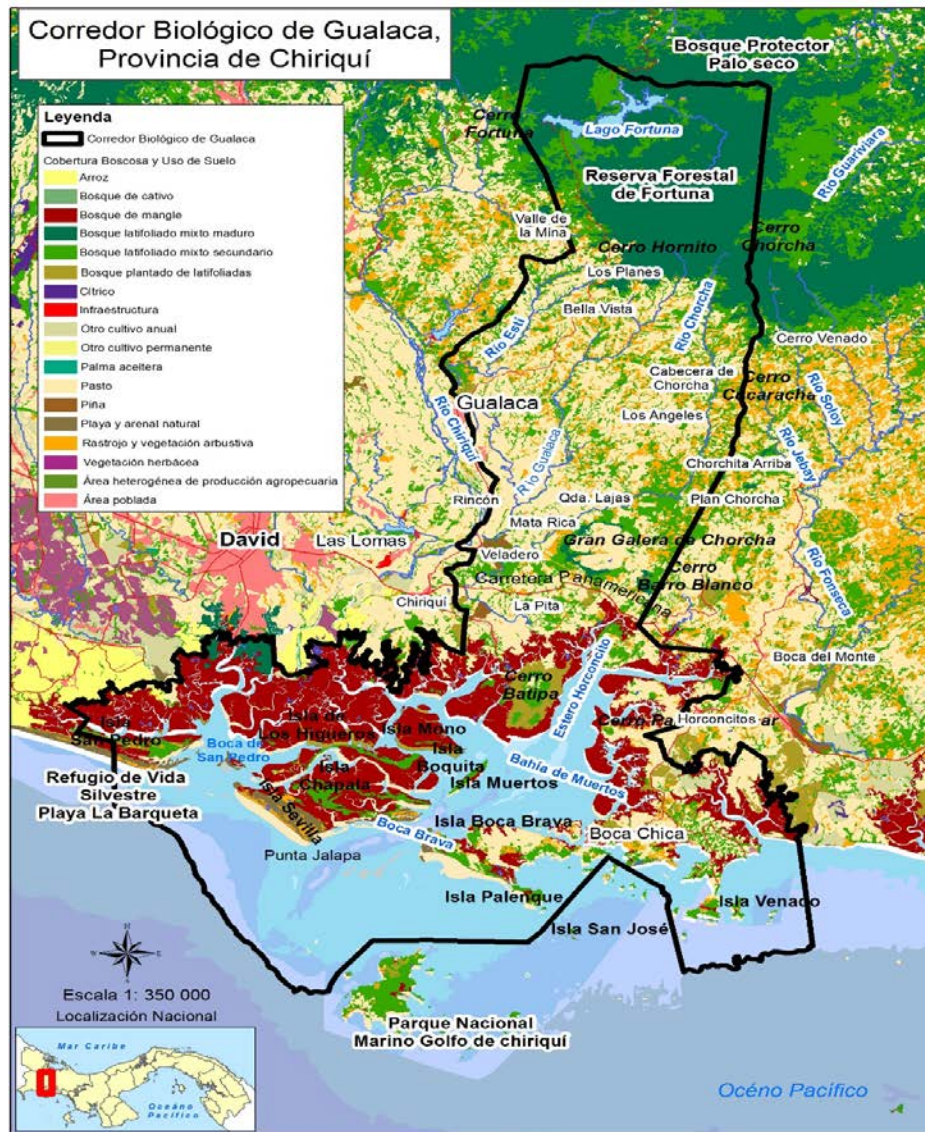 Corredor Biológico de Gualaca,
Provincia de Chiriquí
Bosque Protector
Palo seco
Leyenda
Corredor Biológico de Gualaca
Cobertura Boscosa y Uso de Suelo
Arroz
Bosque de cativo
Bosque de mangle
Bosque latifoliado mixto maduro
Bosque latifoliado mixto secundario
Bosque plantado de latifoliadas
Cítrico
Infraestructura
Otro cultivo anual
Otro cultivo permanente
Palma aceitera
Pasto
Piña
Playa y arenal natural
Rastrojo y vegetación arbustiva
Vegetación herbácea
Área heterogénea de producción agropecuaria
Área poblada
Cerro
Fortuna
Lago Fortuna
Reserva Forestal
de Fortuna
Río Guariviara
Valle de
la Mina
Cerro Hornito
Cerro
Chorcha
Los Planes
Bella Vista
Río Esti
Río Chorcha
Cerro Venado
Cabecera de
Chorcha
Cerro
Cacaracha
Río Soloy
Gualaca
Los Angeles
Río Chiriquí
Río Gualaca
Río Jebay
Chorchita Arriba
Rincón
Qda. Lajas
Plan Chorcha
Mata Rica
David
Las Lomas
Gran Galera de Chorcha
Veladero
Cerro
Barro Blanco
Río Fonseca
Carretera Panamericana
Chiriquí
La Pita
Boca del Monte
Cerro
Batipa
Estero Horconcito
Cerro Pa
ar
Horconcitos
Isla
San Pedro
Isla de
Los Higueros
Isla Mono
Boca de
San Pedro
Isla
Boquita
Bahía de Muertos
Refugio de Vida
Silvestre
Playa La Barqueta
Isla
Chapata
Isla Muertos
Isla Sevilla
Isla Boca Brava
Boca Brava
Boca Chica
Punta Jalapa
Isla Palenque
Isla Venado
Isla San José
N
W
E
S
Escala 1: 350 000
Localización Nacional
Mar Caribe
Océano
Pacífico
Parque Nacional
Marino Golfo de chiriquí
Océno Pacífico